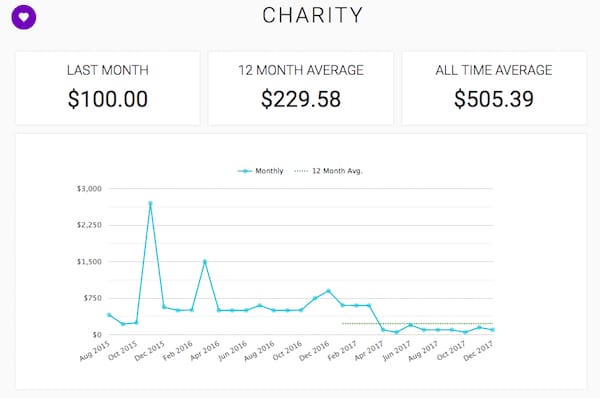 CHARITY
LAST MONTH
$100.00
12 MONTH AVERAGE
$229.58
ALL TIME AVERAGE
$505.39
Monthly
12 Month Avg.
$3,000
$2,250
$1,500
$750
$0
Aug 2015
Oct 2015
Dec 2015
Feb 2016
Apr 2016
Jun 2016
Aug 2016
Oct 2016
Dec 2016
Feb 2017
Apr 2017
Jun 2017
Aug 2017
Oct 2017
Dec 2017